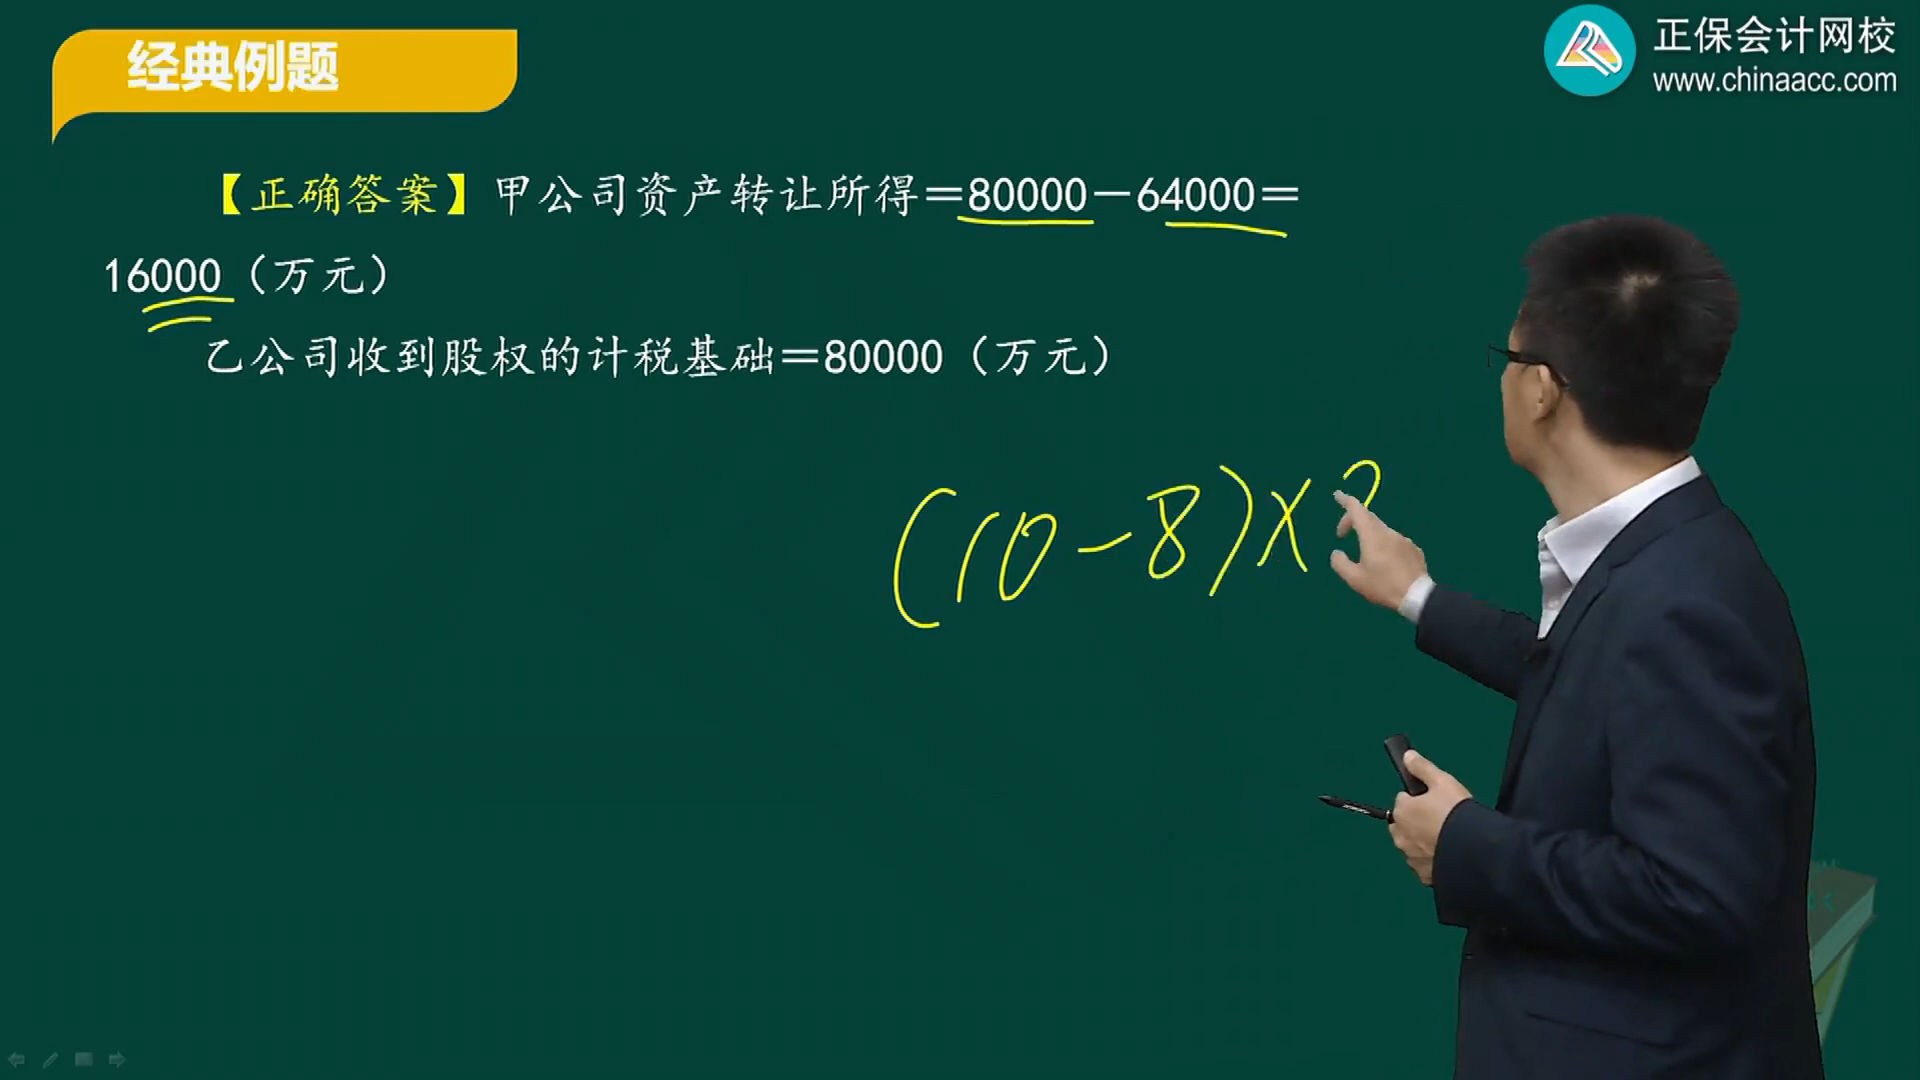 经典例题
正保会计网校
www.chinaacc.com
【正确答案】甲公司资产转让所得＝80000－64000＝
16000（万元）
乙公司收到股权的计税基础＝80000（万元）
(10-8)×